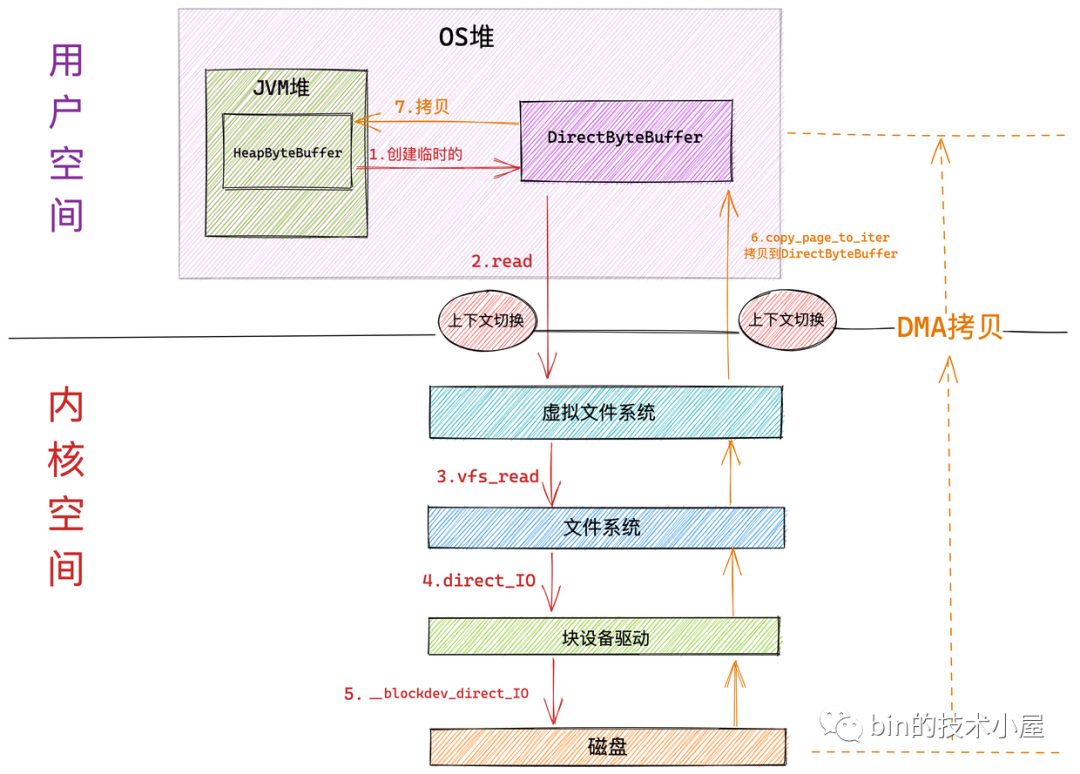 用户空间
OS堆
JVM堆
HeapByteBuffer
7.拷贝
1.创建临时的
DirectByteBuffer
2.read
6.copy_page_to_iter
拷贝到DirectByteBuffer
上下文切换
上下文切换
DMA拷贝
内核空间
虚拟文件系统
3.vfs_read
文件系统
4.direct_IO
块设备驱动
5.__blockdev_direct_IO
磁盘
bin的技术小屋